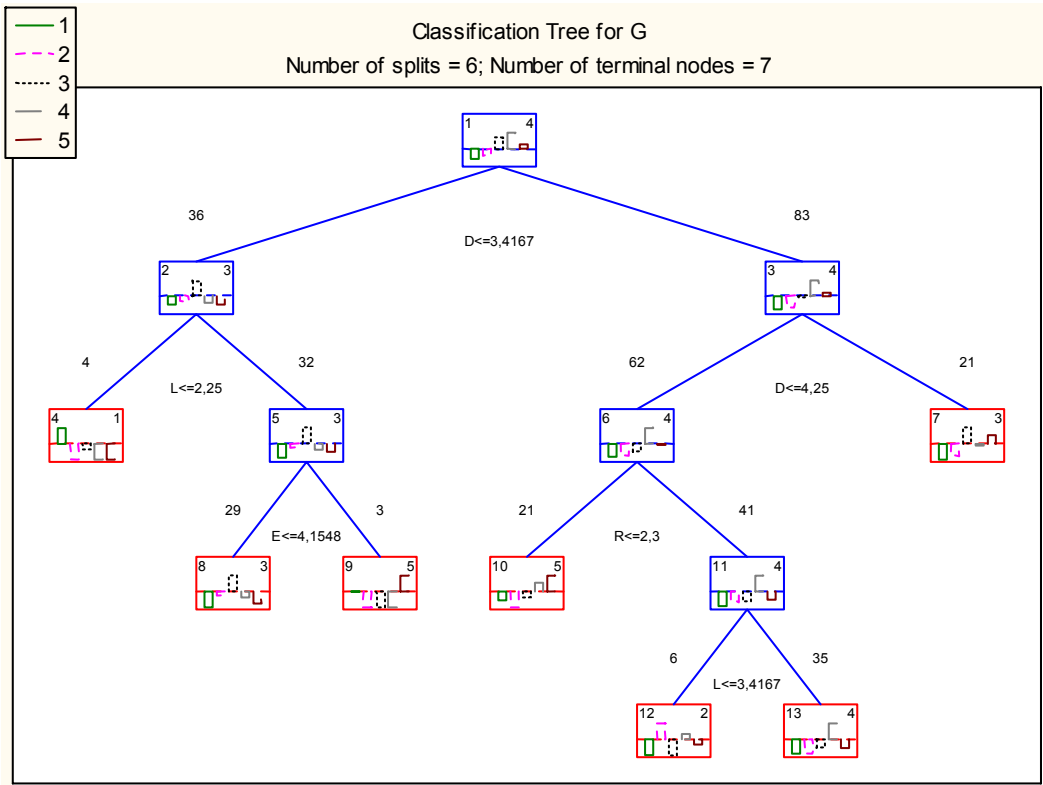 1
2
3
4
5
Classification Tree for G
Number of splits = 6; Number of terminal nodes = 7
1 4
36 83
D<=3,4167
2 3
3 4
4 32 62 21
L<=2,25 D<=4,25
4 1
5 3
6 4
7 3
29 3 21 41
E<=4,1548 R<=2,3
8 3
9 5
10 5
11 4
6 35
L<=3,4167
12 2
13 4